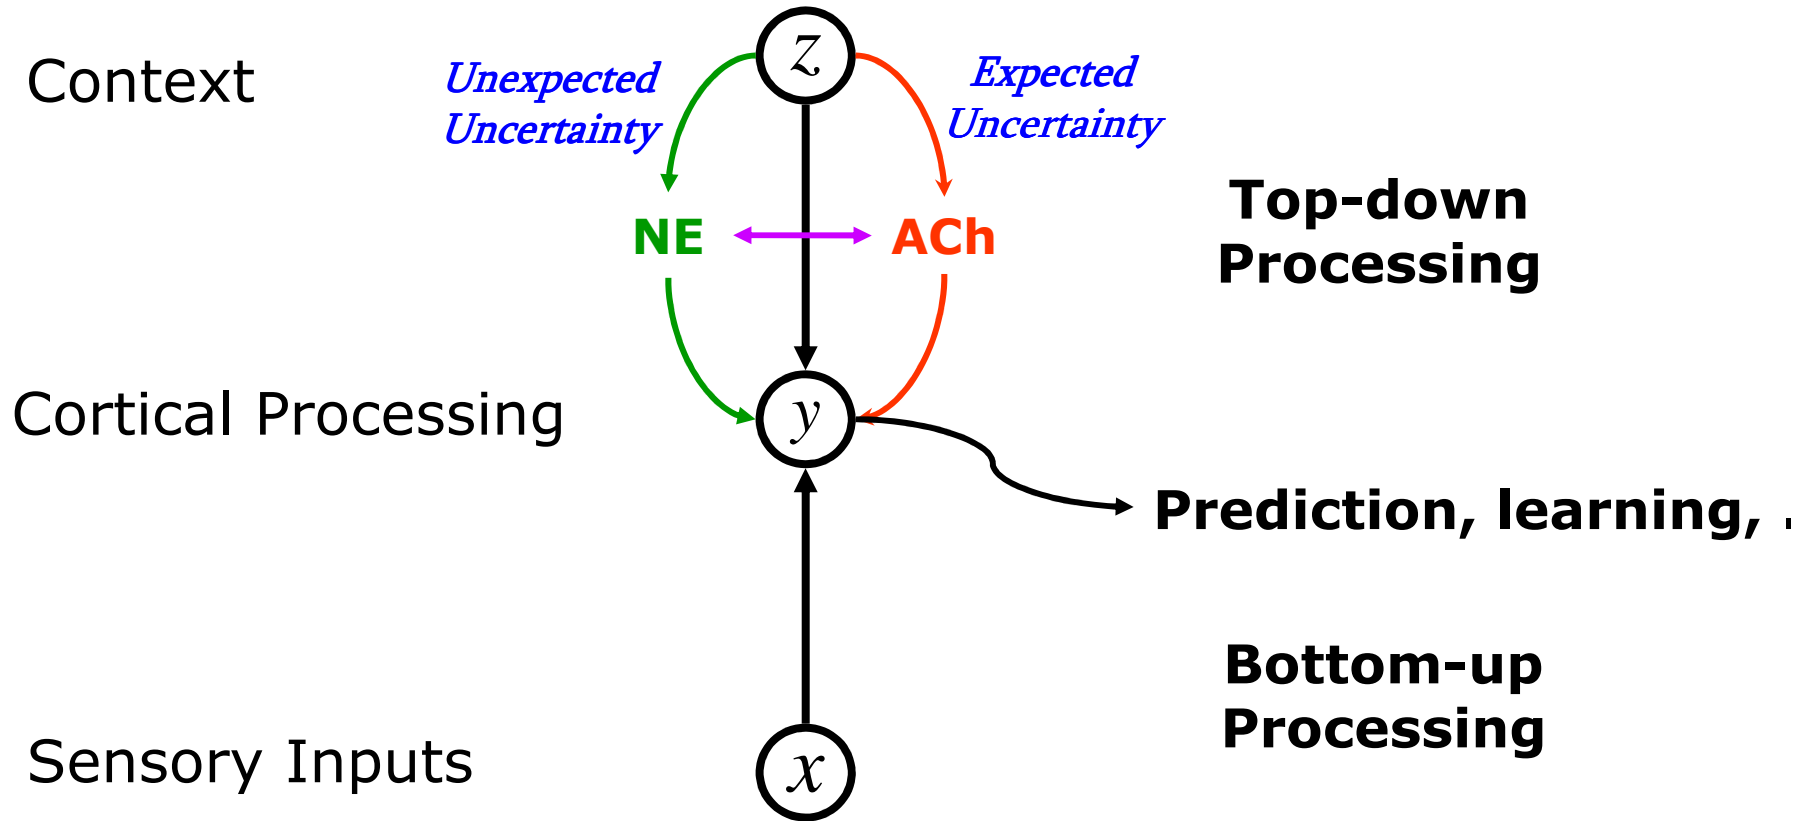 z
Context
Unexpected
Uncertainty
Expected
Uncertainty
Top-down
Processing
NE
ACh
Cortical Processing
y
Prediction, learning, .
Bottom-up
Processing
Sensory Inputs
x